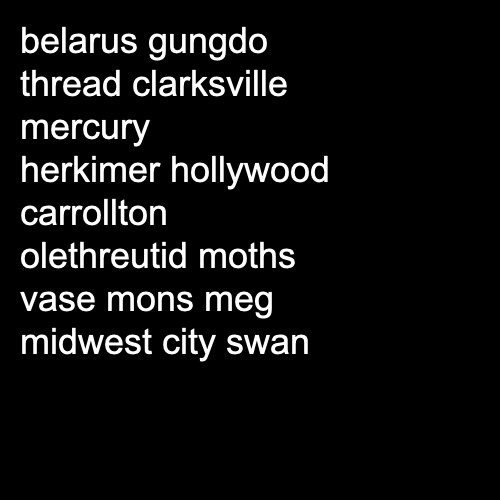 belarus gungdo
thread clarksville
mercury
herkimer hollywood
carrollton
olethreutid moths
vase mons meg
midwest city swan